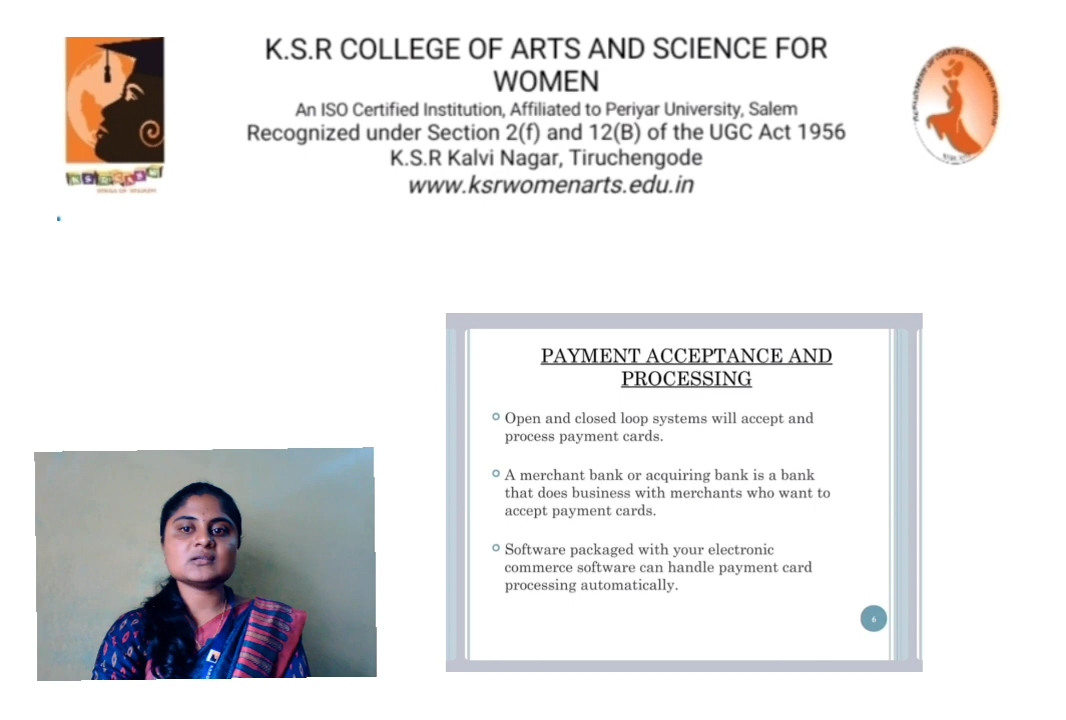 K.S.R COLLEGE OF ARTS AND SCIENCE FOR
WOMEN
An ISO Certified Institution, Affiliated to Periyar University, Salem
Recognized under Section 2(f) and 12(B) of the UGC Act 1956
K.S.R Kalvi Nagar, Tiruchengode
www.ksrwomenarts.edu.in
PAYMENT ACCEPTANCE AND
PROCESSING
Open and closed loop systems will accept and
process payment cards.
A merchant bank or acquiring bank is a bank
that does business with merchants who want to
accept payment cards.
Software packaged with your electronic
commerce software can handle payment card
processing automatically.
6